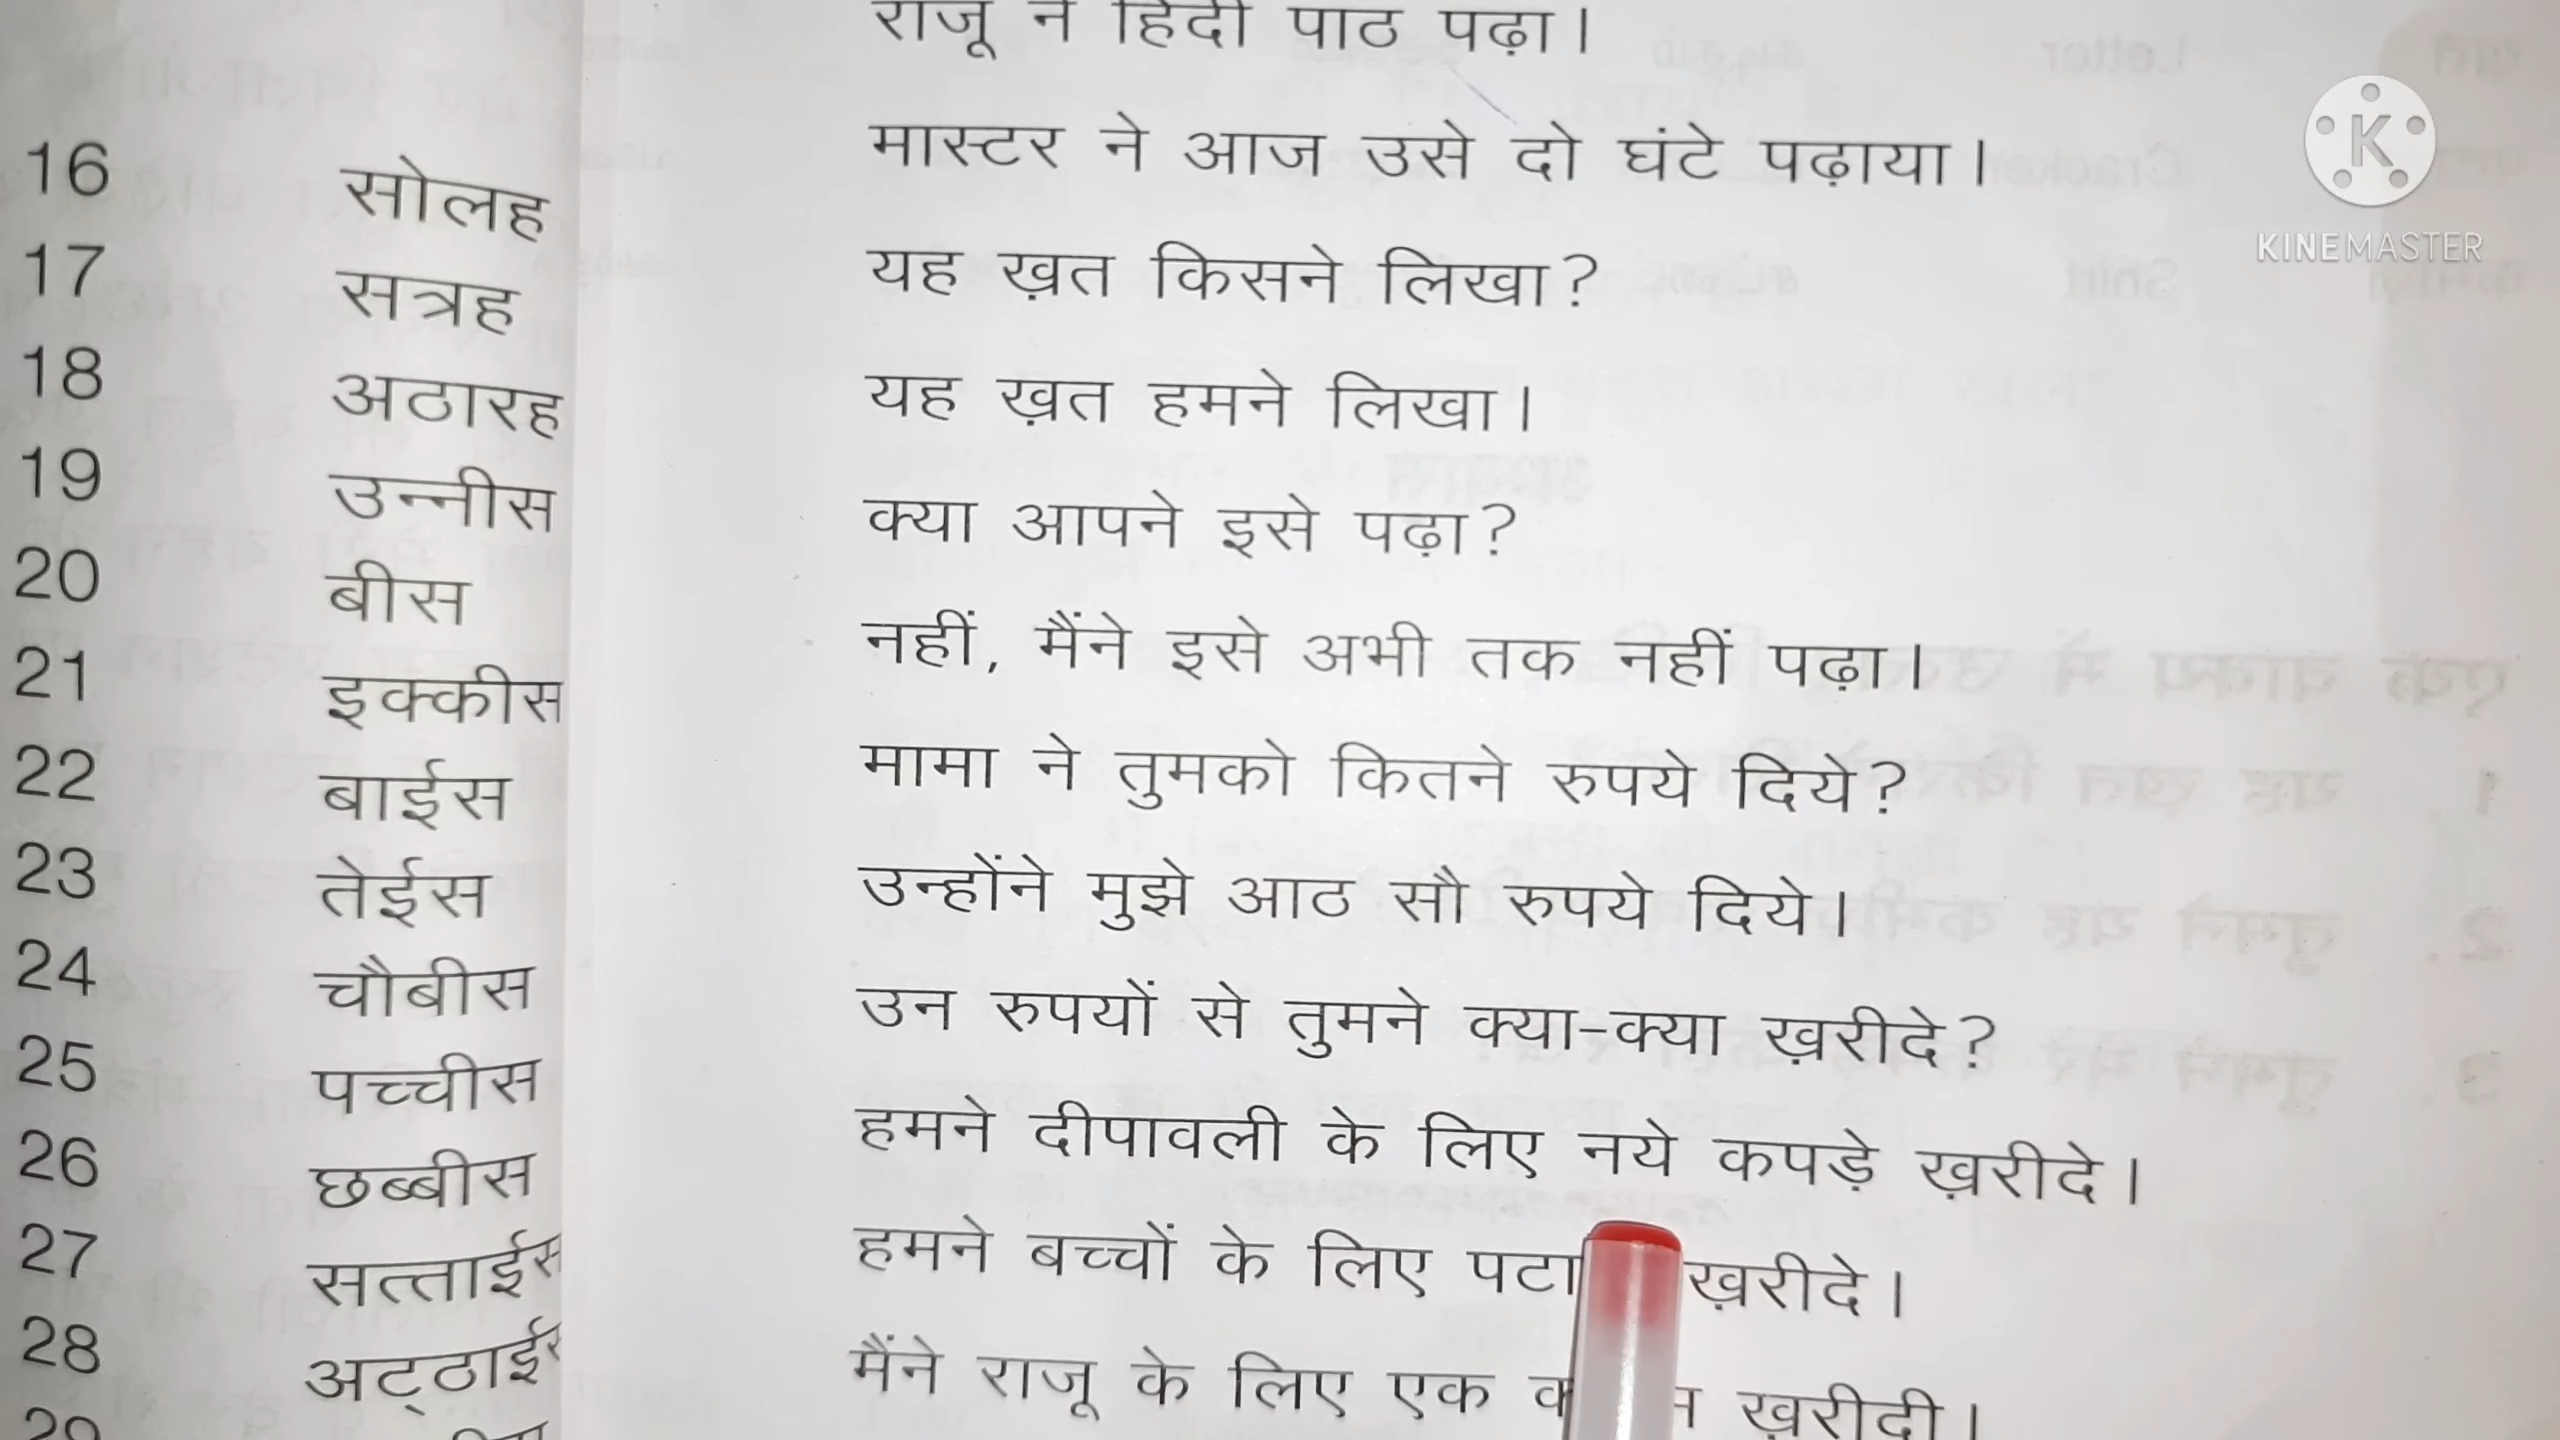 16 सोलह
17 सत्रह
18 अठारह
19 उन्नीस
20 बीस
21 इक्कीस
22 बाईस
23 तेईस
24 चौबीस
25 पच्चीस
26 छब्बीस
27 सत्ताईस
28
राजू ने हिंदी पाठ पढ़ा।
मास्टर ने आज उसे दो घंटे पढ़ाया।
यह ख़त किसने लिखा?
यह ख़त हमने लिखा।
क्या आपने इसे पढ़ा?
नहीं, मैंने इसे अभी तक नहीं पढ़ा।
मामा ने तुमको कितने रुपये दिये?
उन्होंने मुझे आठ सौ रुपये दिये।
उन रुपयों से तुमने क्या-क्या ख़रीदे?
हमने दीपावली के लिए नये कपड़े ख़रीदे।
हमने बच्चों के लिए ख़रीदे।
मैंने राजू के लिए एक ख़रीदी।
K
KINEMASTER